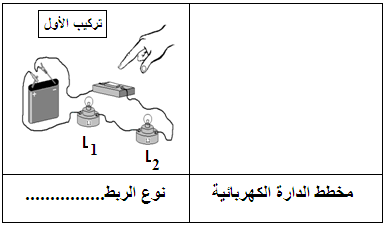 تركيب الأول
L1
L2
نوع الربط................
مخطط الدارة الكهربائية